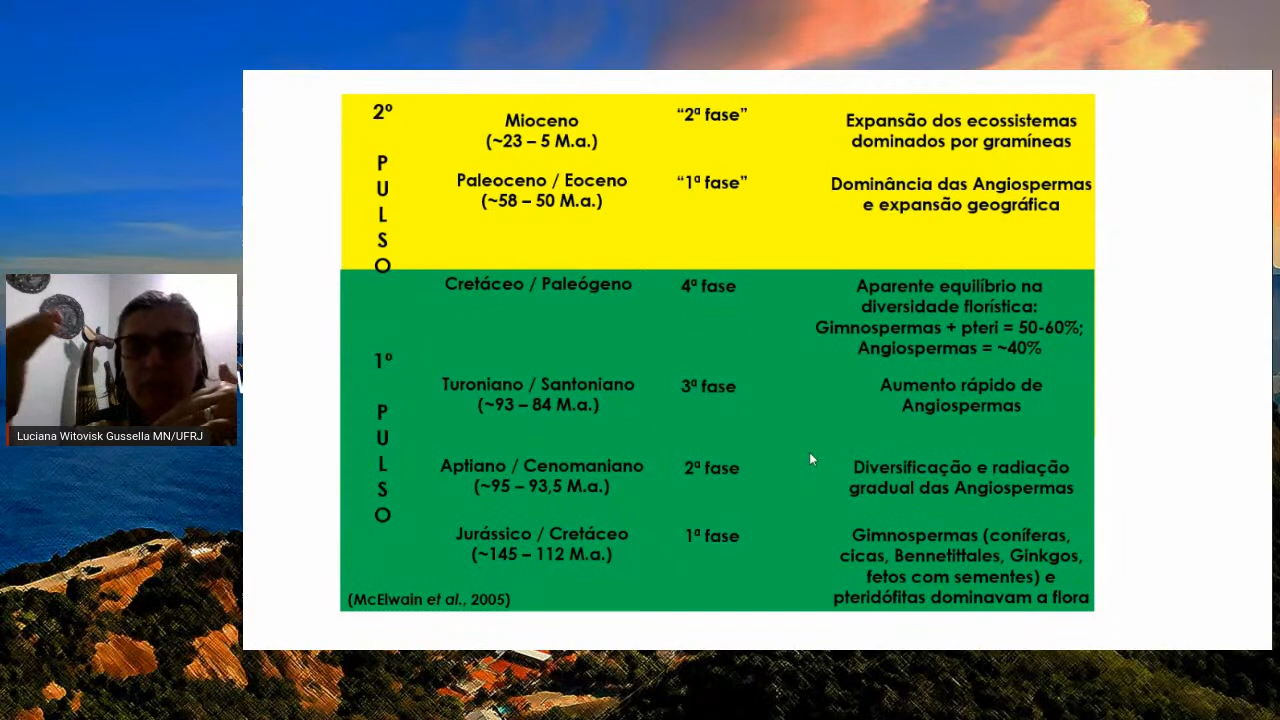 2º
PULSO
Mioceno
(~23 – 5 M.a.)
“2ª fase”
Expansão dos ecossistemas
dominados por gramíneas
Paleoceno / Eoceno
(~58 – 50 M.a.)
“1ª fase”
Dominância das Angiospermas
e expansão geográfica
1º
PULSO
Cretáceo / Paleógeno
4ª fase
Aparente equilíbrio na
diversidade florística:
Gimnospermas + pteri = 50-60%;
Angiospermas = ~40%
Turoniano / Santoniano
(~93 – 84 M.a.)
3ª fase
Aumento rápido de
Angiospermas
Aptiano / Cenomaniano
(~95 – 93,5 M.a.)
2ª fase
Diversificação e radiação
gradual das Angiospermas
Jurássico / Cretáceo
(~145 – 112 M.a.)
1ª fase
Gimnospermas (coníferas,
cicas, Bennetittales, Ginkgos,
fetos com sementes) e
pteridófitas dominavam a flora
(McElwain et al., 2005)
Luciana Witovisk Gussella MN/UFRJ